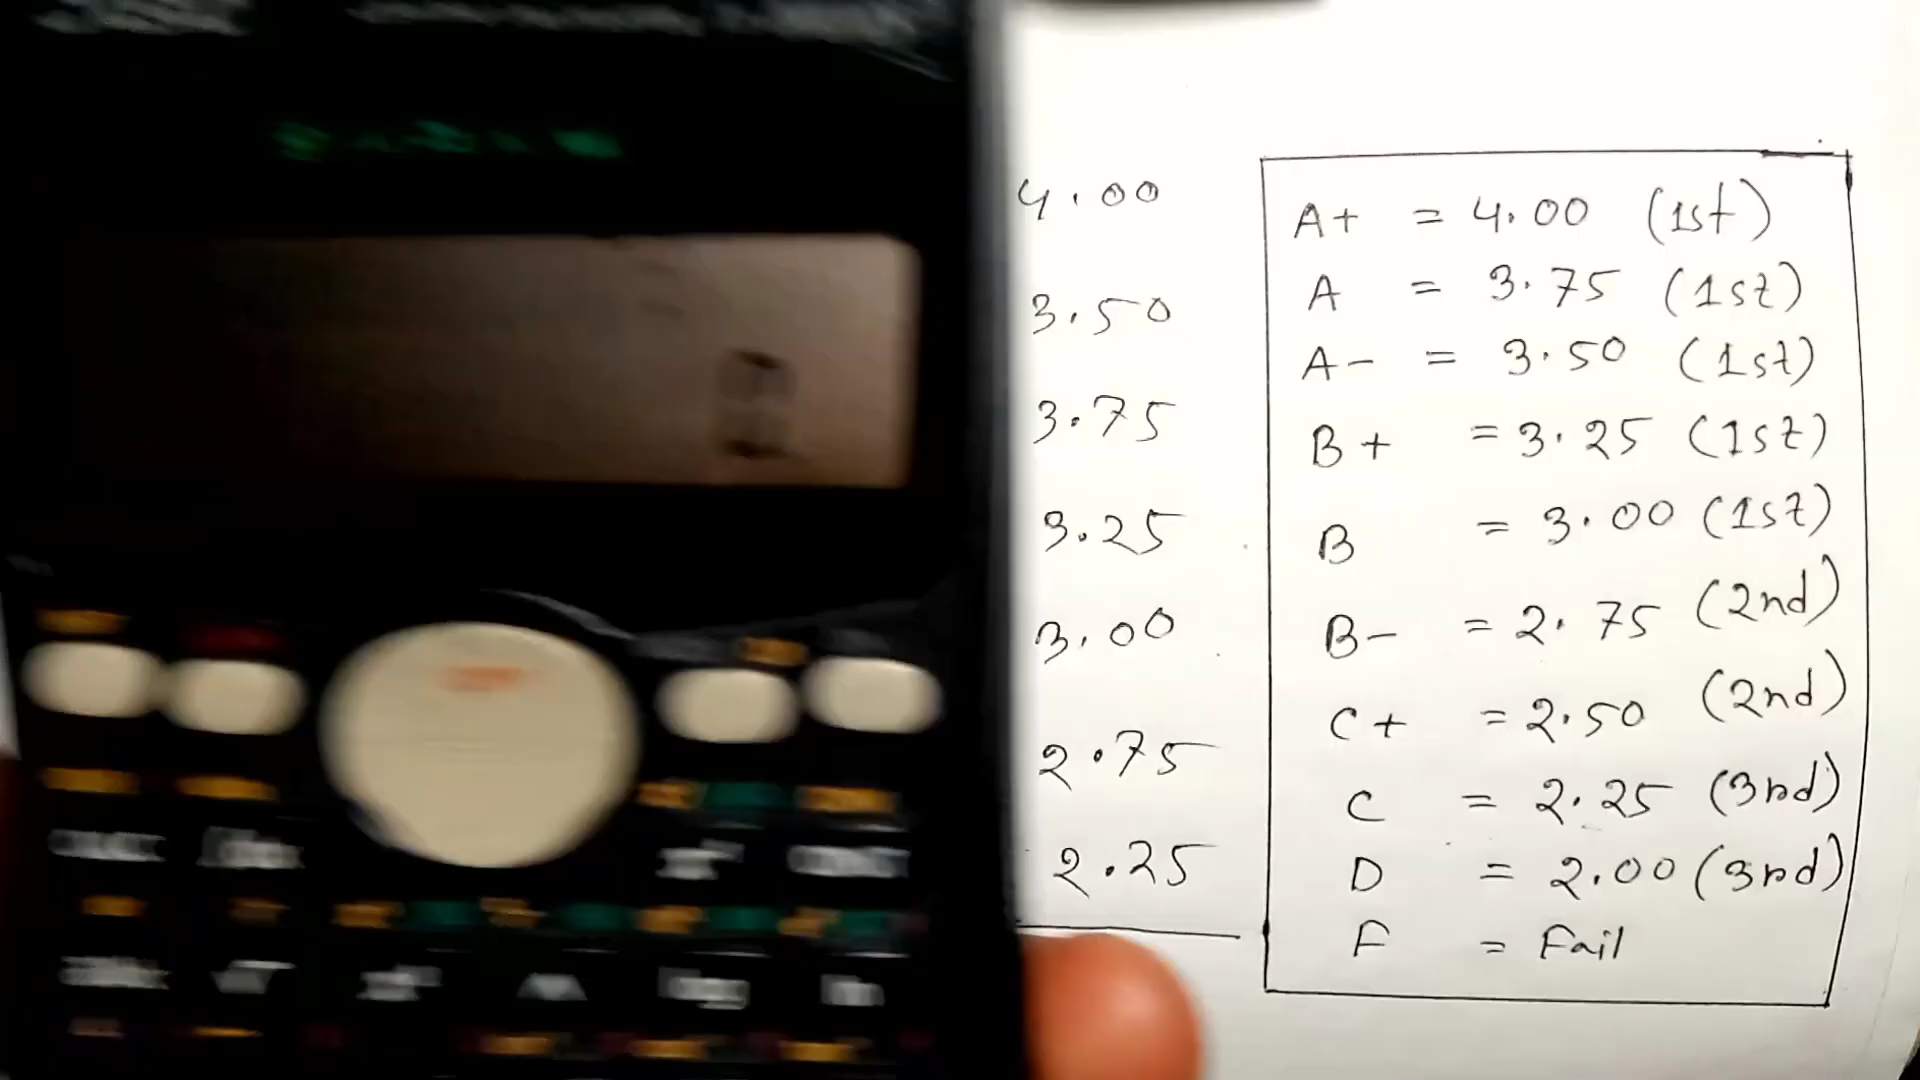 4.00
3.50
3.75
3.25
3.00
2.75
2.25
A+ = 4.00 (1st)
A = 3.75 (1st)
A- = 3.50 (1st)
B+ = 3.25 (1st)
B = 3.00 (1st)
B- = 2.75 (2nd)
C+ = 2.50 (2nd)
C = 2.25 (3rd)
D = 2.00 (3rd)
F = Fail